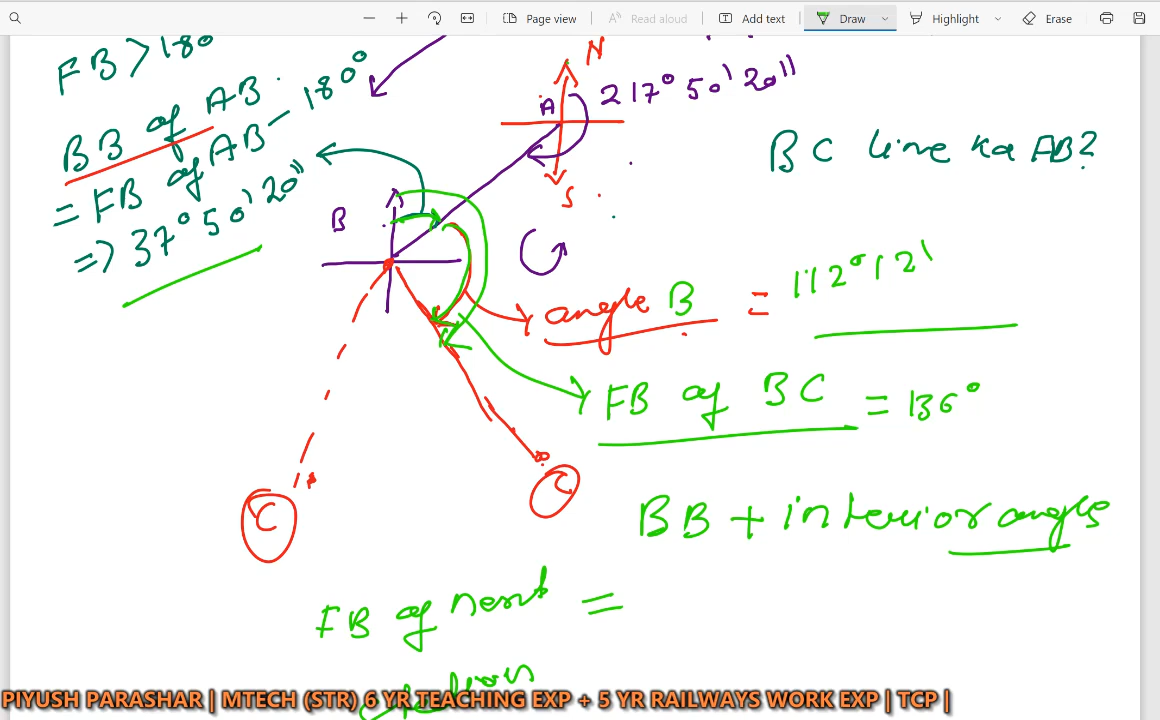 Page view
Read aloud
Add text
Draw
Highlight
Erase
FB > 180
BB of AB
= FB of AB - 180°
=> 37° 50' 20"
N
A
217° 50' 20"
S
B
BC line ka AB?
angle B = 112° 12'
FB of BC = 136°
C
C
BB + interior angle
FB of next =
station
PIYUSH PARASHAR | MTECH (STR) 6 YR TEACHING EXP + 5 YR RAILWAYS WORK EXP | TCP |